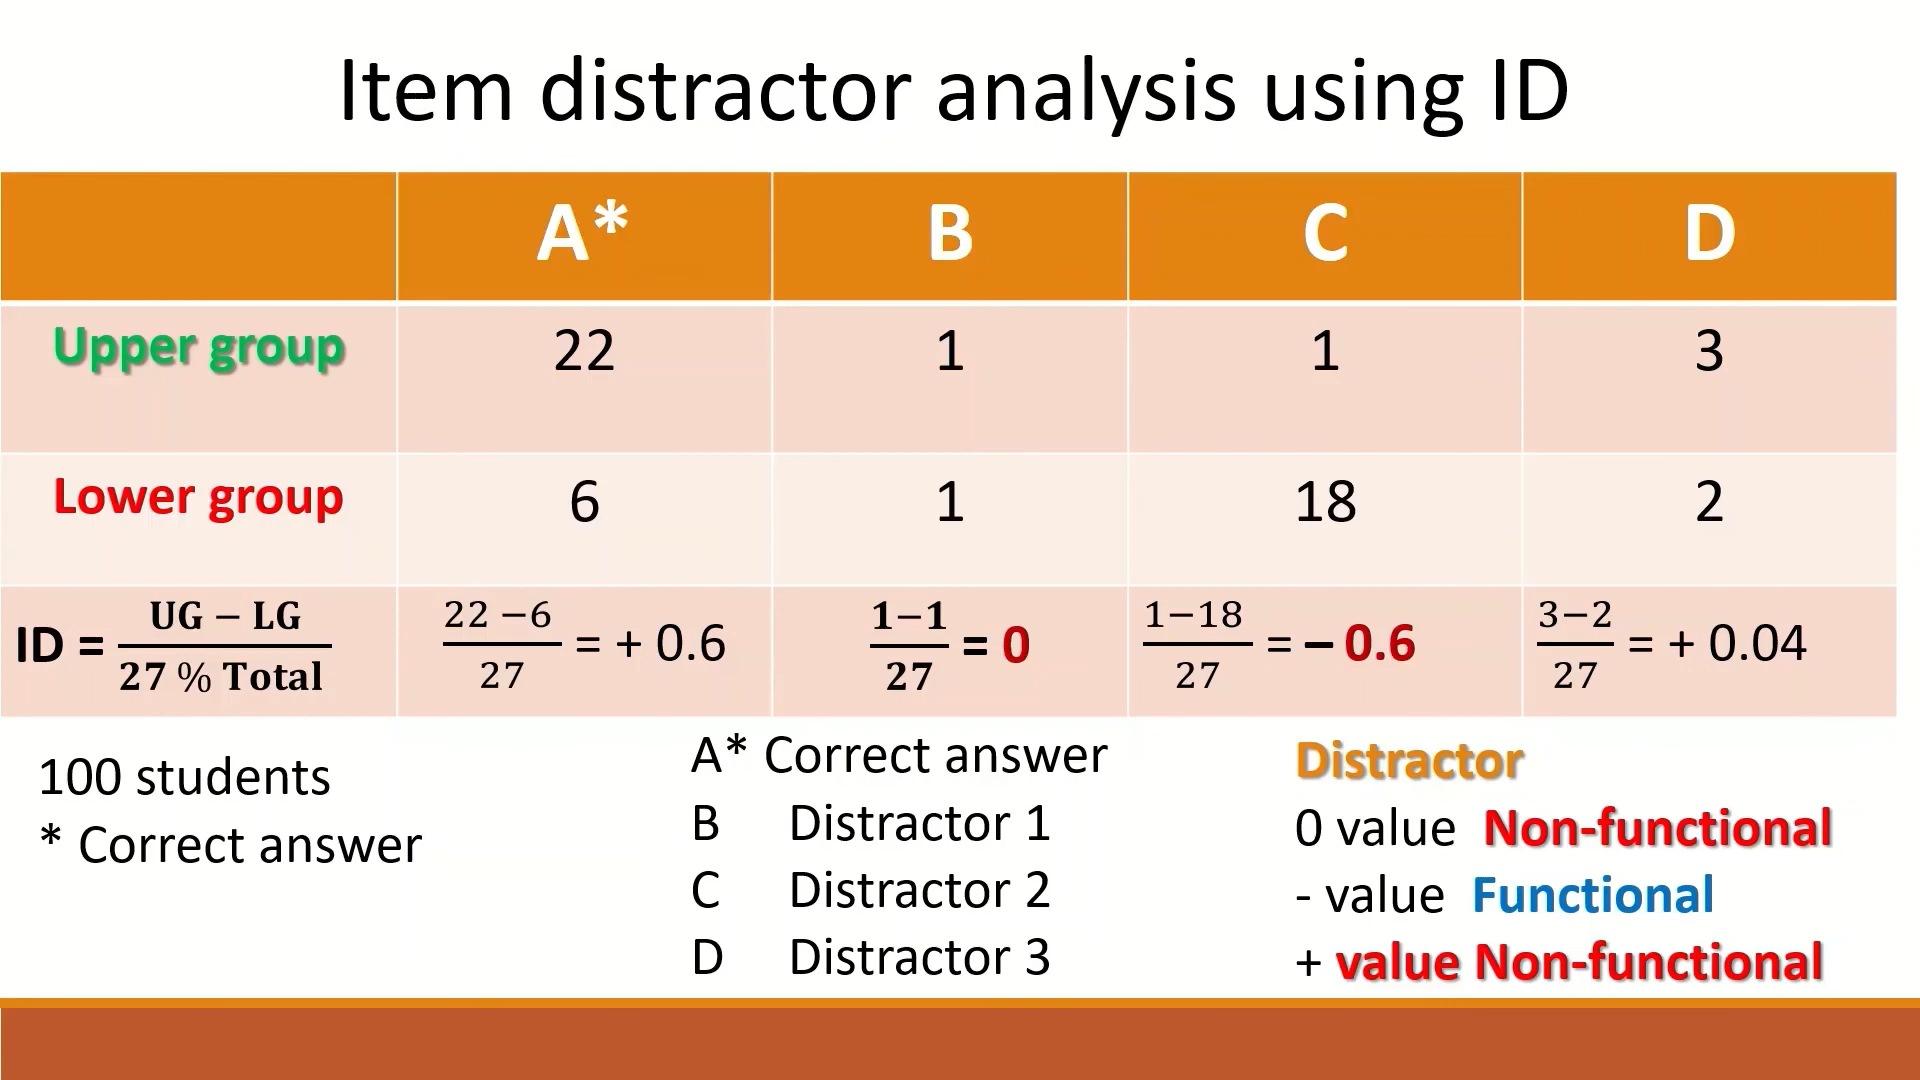 Item distractor analysis using ID
A* B C D
Upper group 22 1 1 3
Lower group 6 1 18 2
ID = UG – LG / 27 % Total 22 –6 / 27 = + 0.6 1–1 / 27 = 0 1–18 / 27 = – 0.6 3–2 / 27 = + 0.04
100 students
* Correct answer
A* Correct answer
B Distractor 1
C Distractor 2
D Distractor 3
Distractor
0 value Non-functional
- value Functional
+ value Non-functional